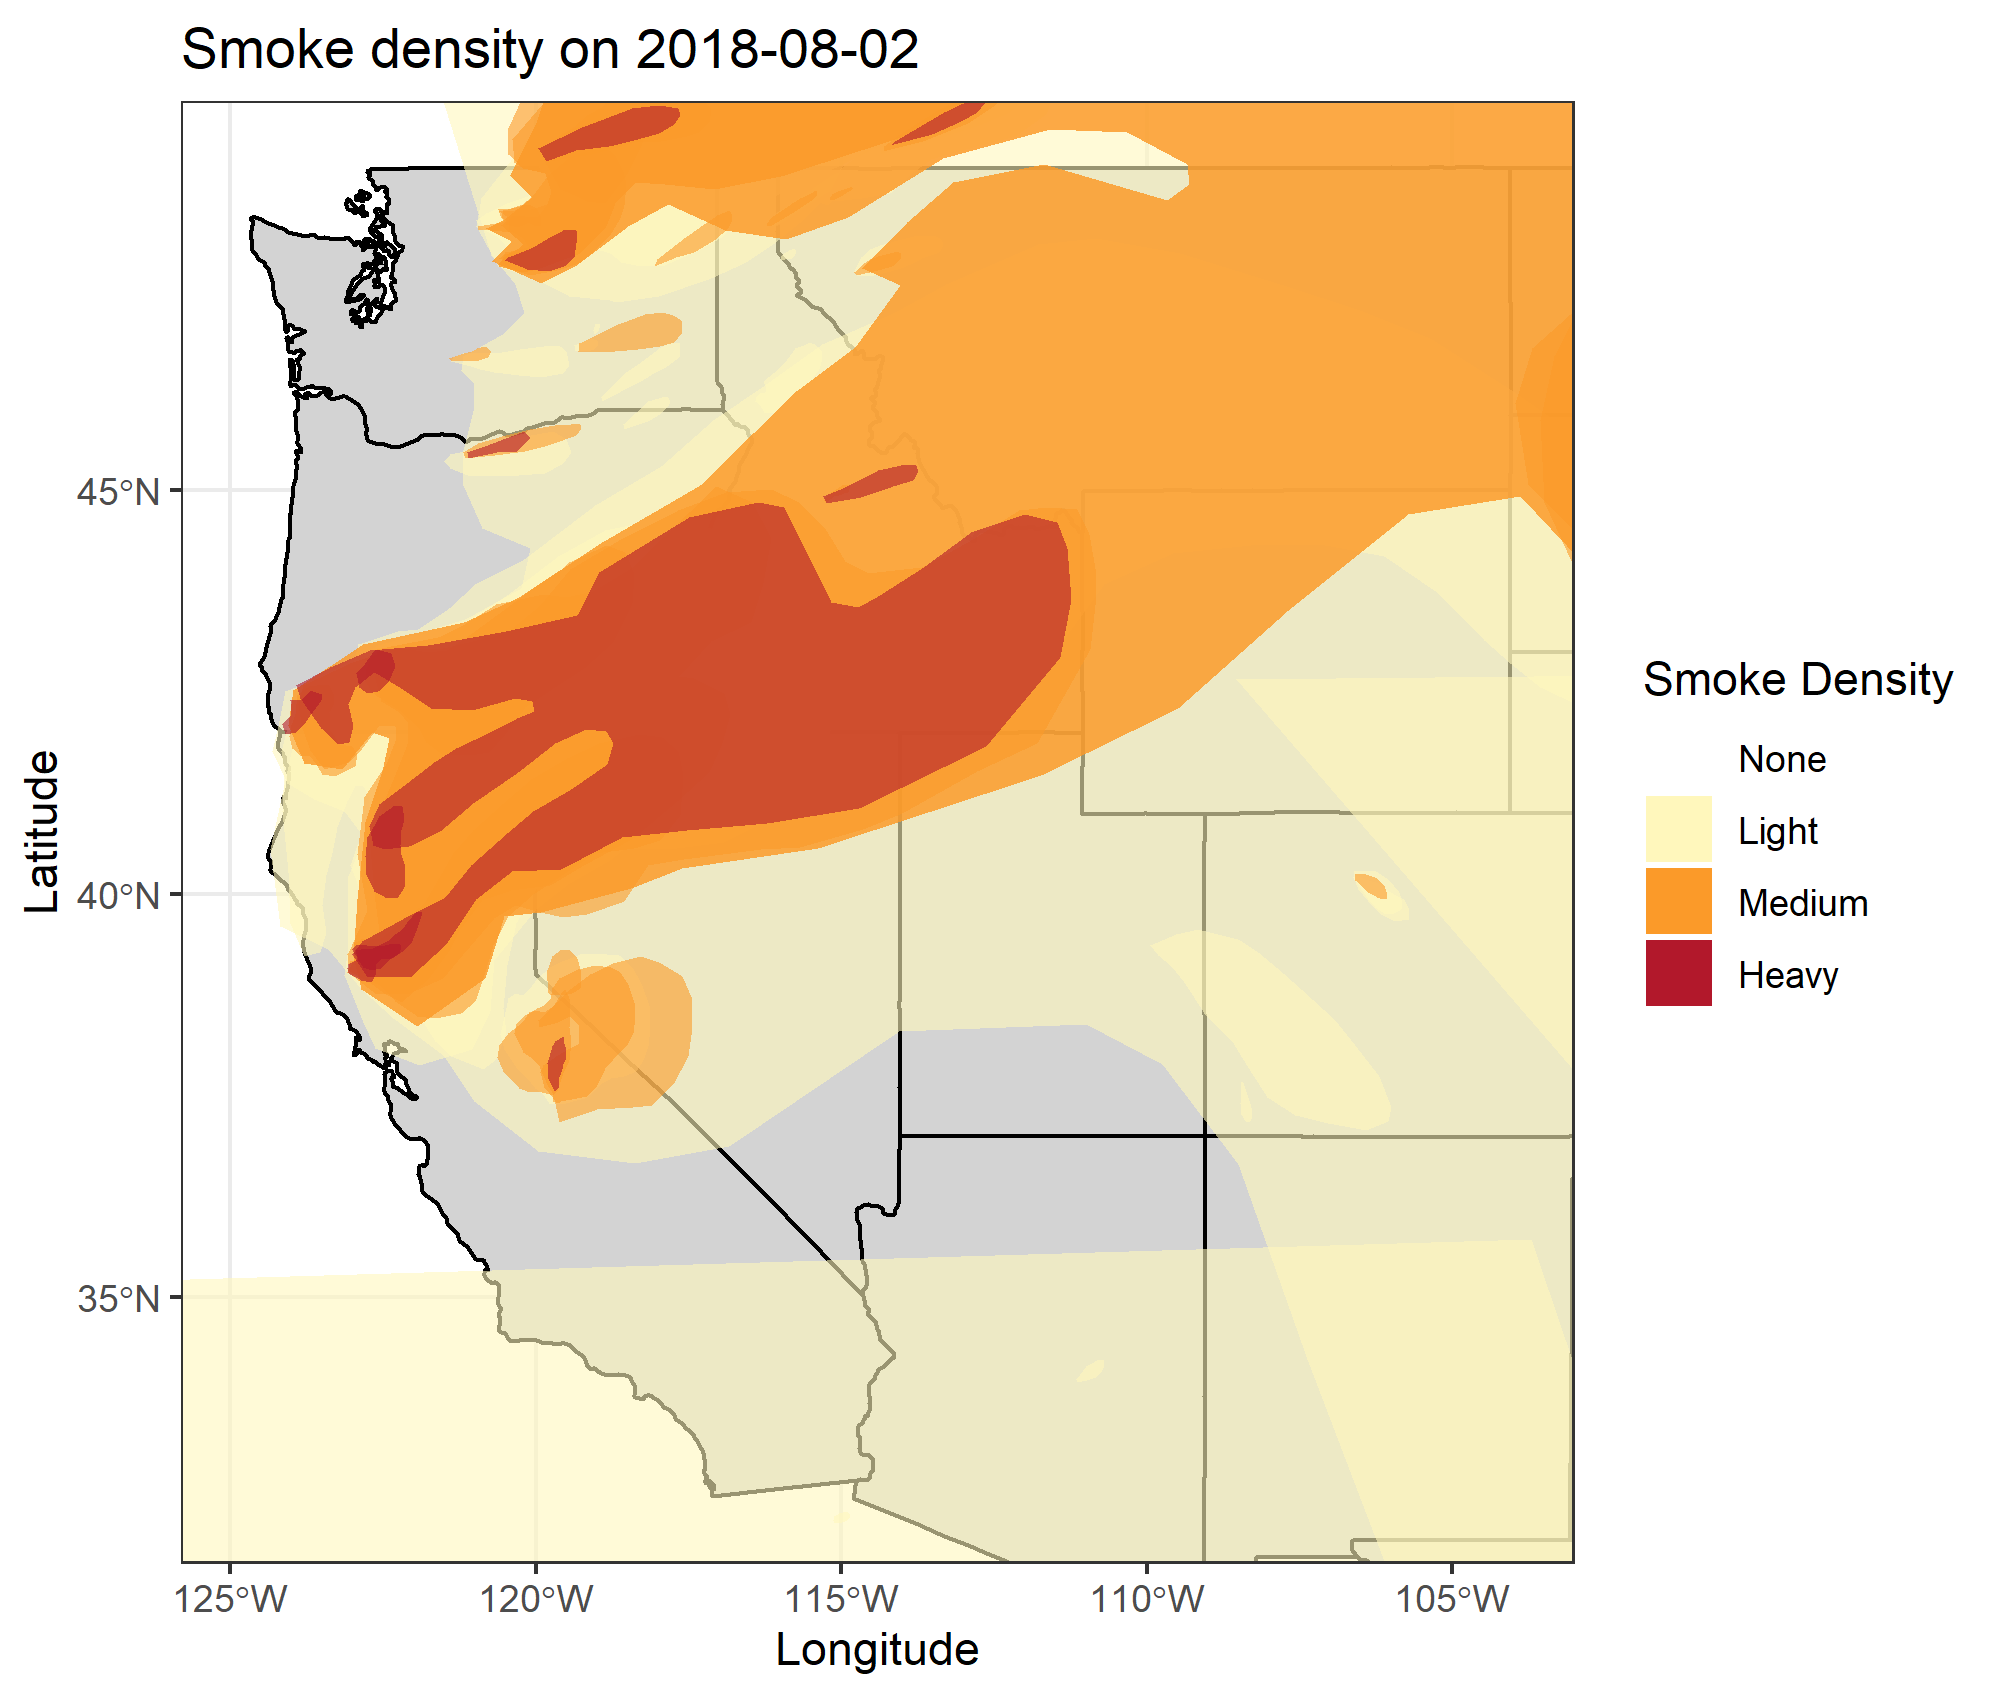 Smoke density on 2018-08-02
45°N
40°N
35°N
Latitude
125°W
120°W
115°W
110°W
105°W
Longitude
Smoke Density
None
Light
Medium
Heavy